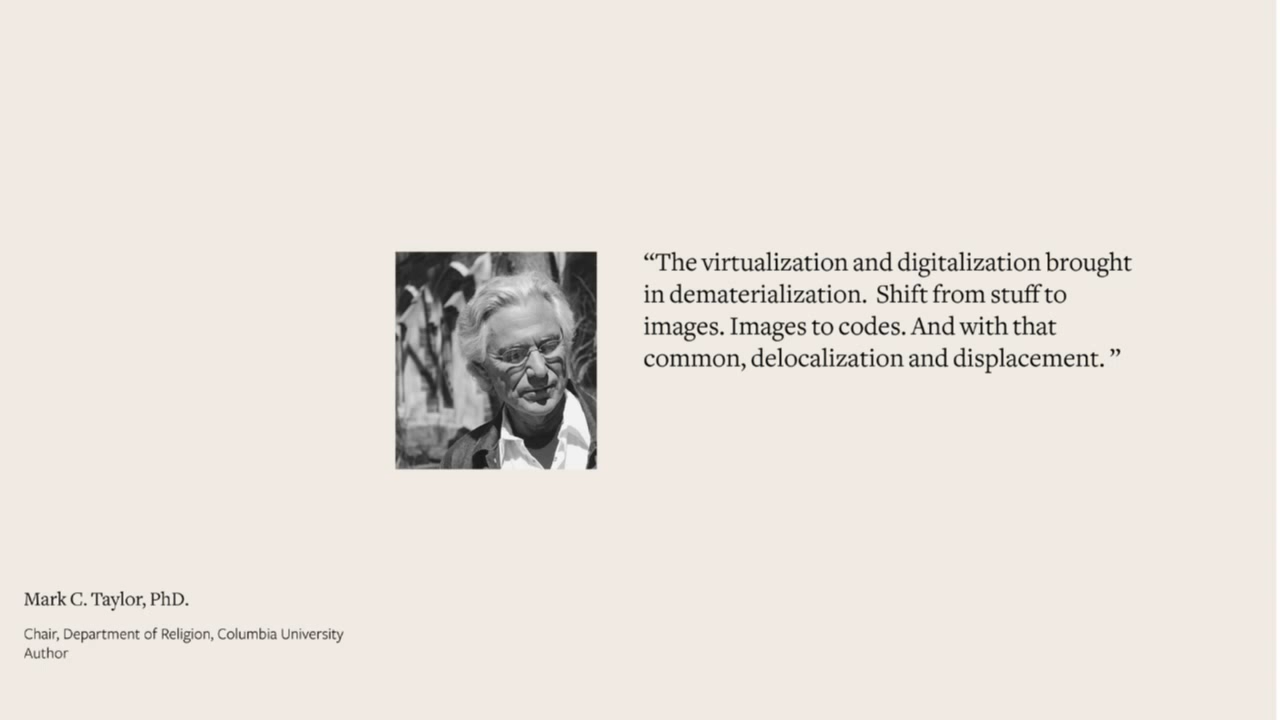 “The virtualization and digitalization brought
in dematerialization.  Shift from stuff to
images. Images to codes. And with that
common, delocalization and displacement. ”
Mark C. Taylor, PhD.
Chair, Department of Religion, Columbia University
Author